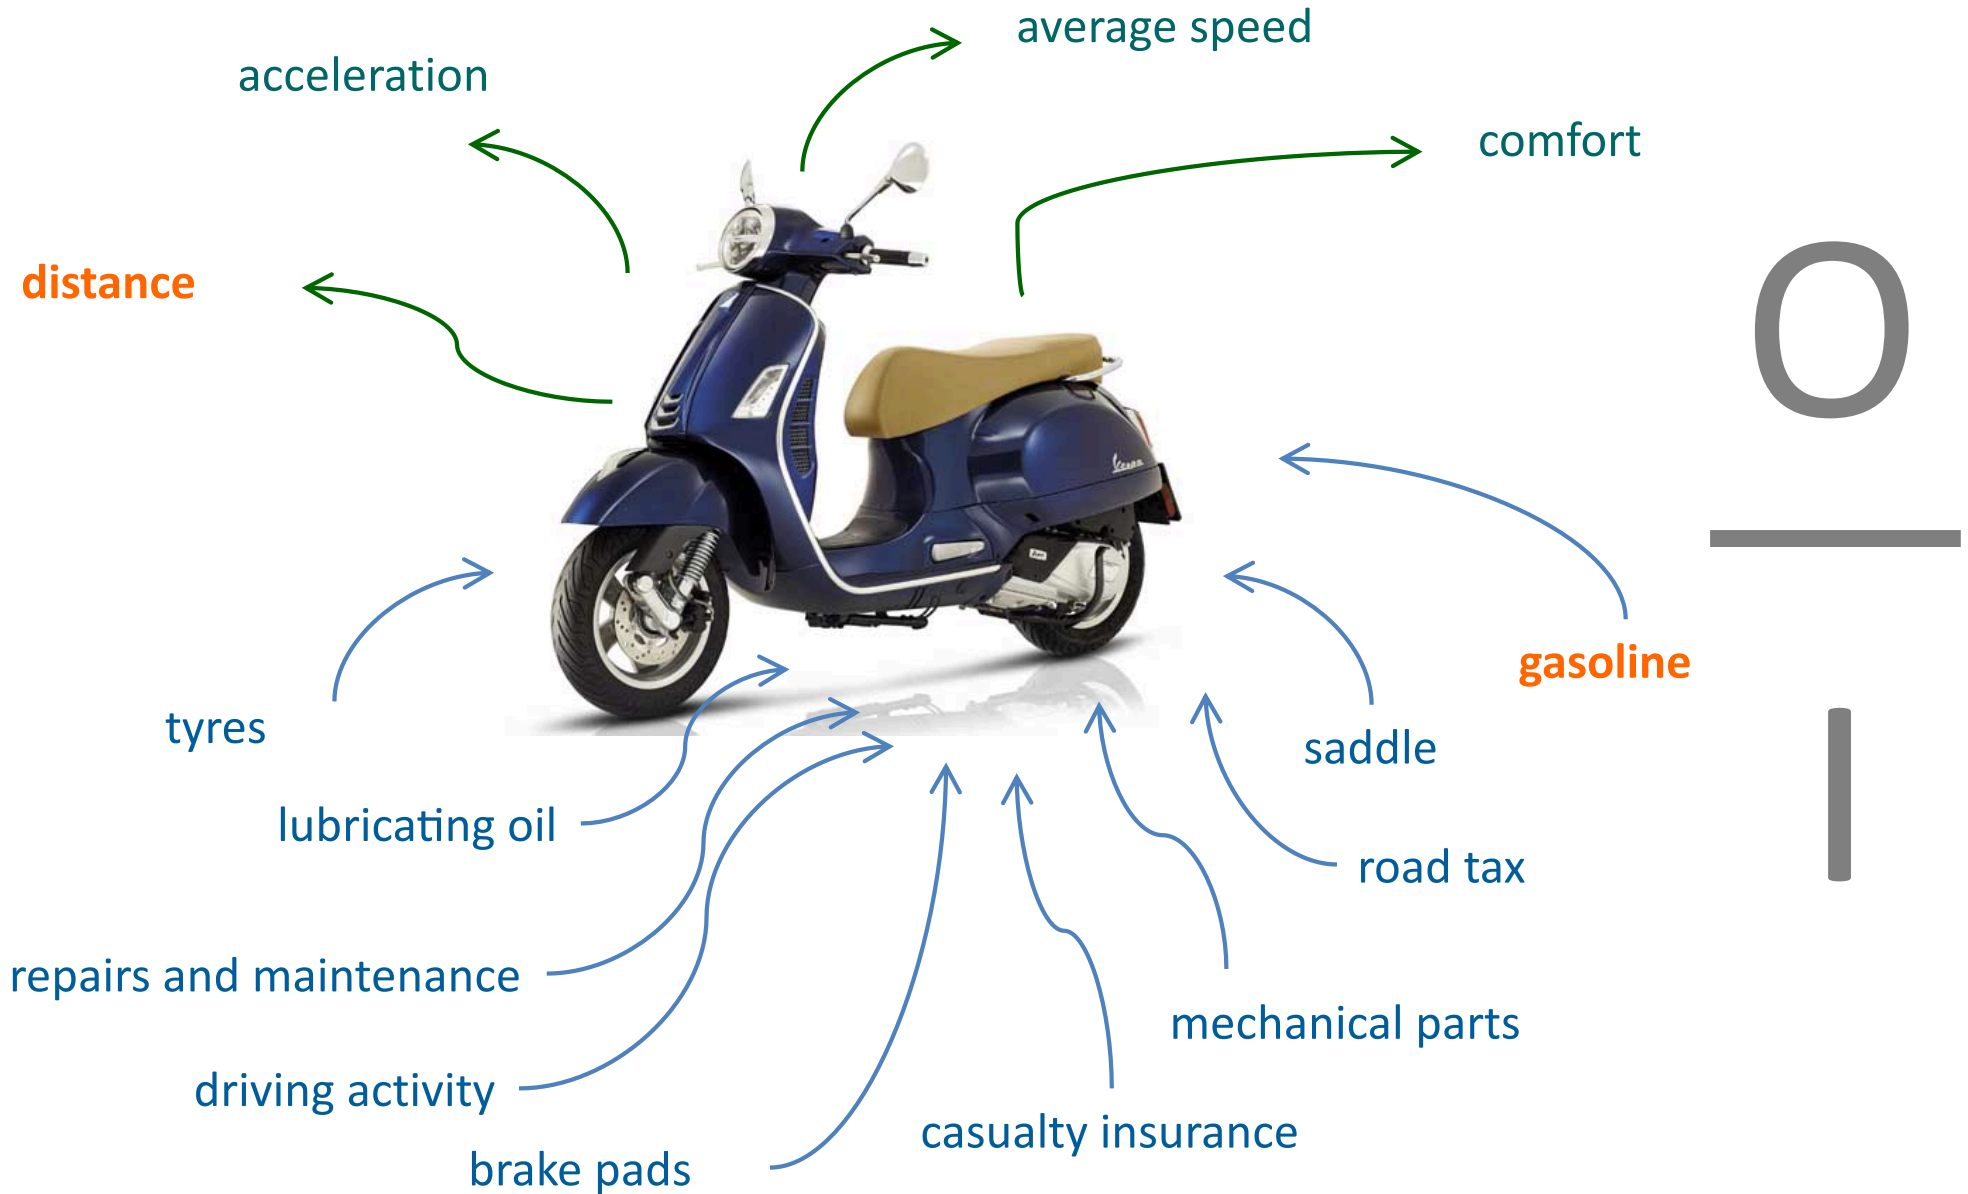 average speed
acceleration
comfort
distance
O
Vespa
gasoline
tyres
saddle
I
lubricating oil
road tax
repairs and maintenance
mechanical parts
driving activity
casualty insurance
brake pads